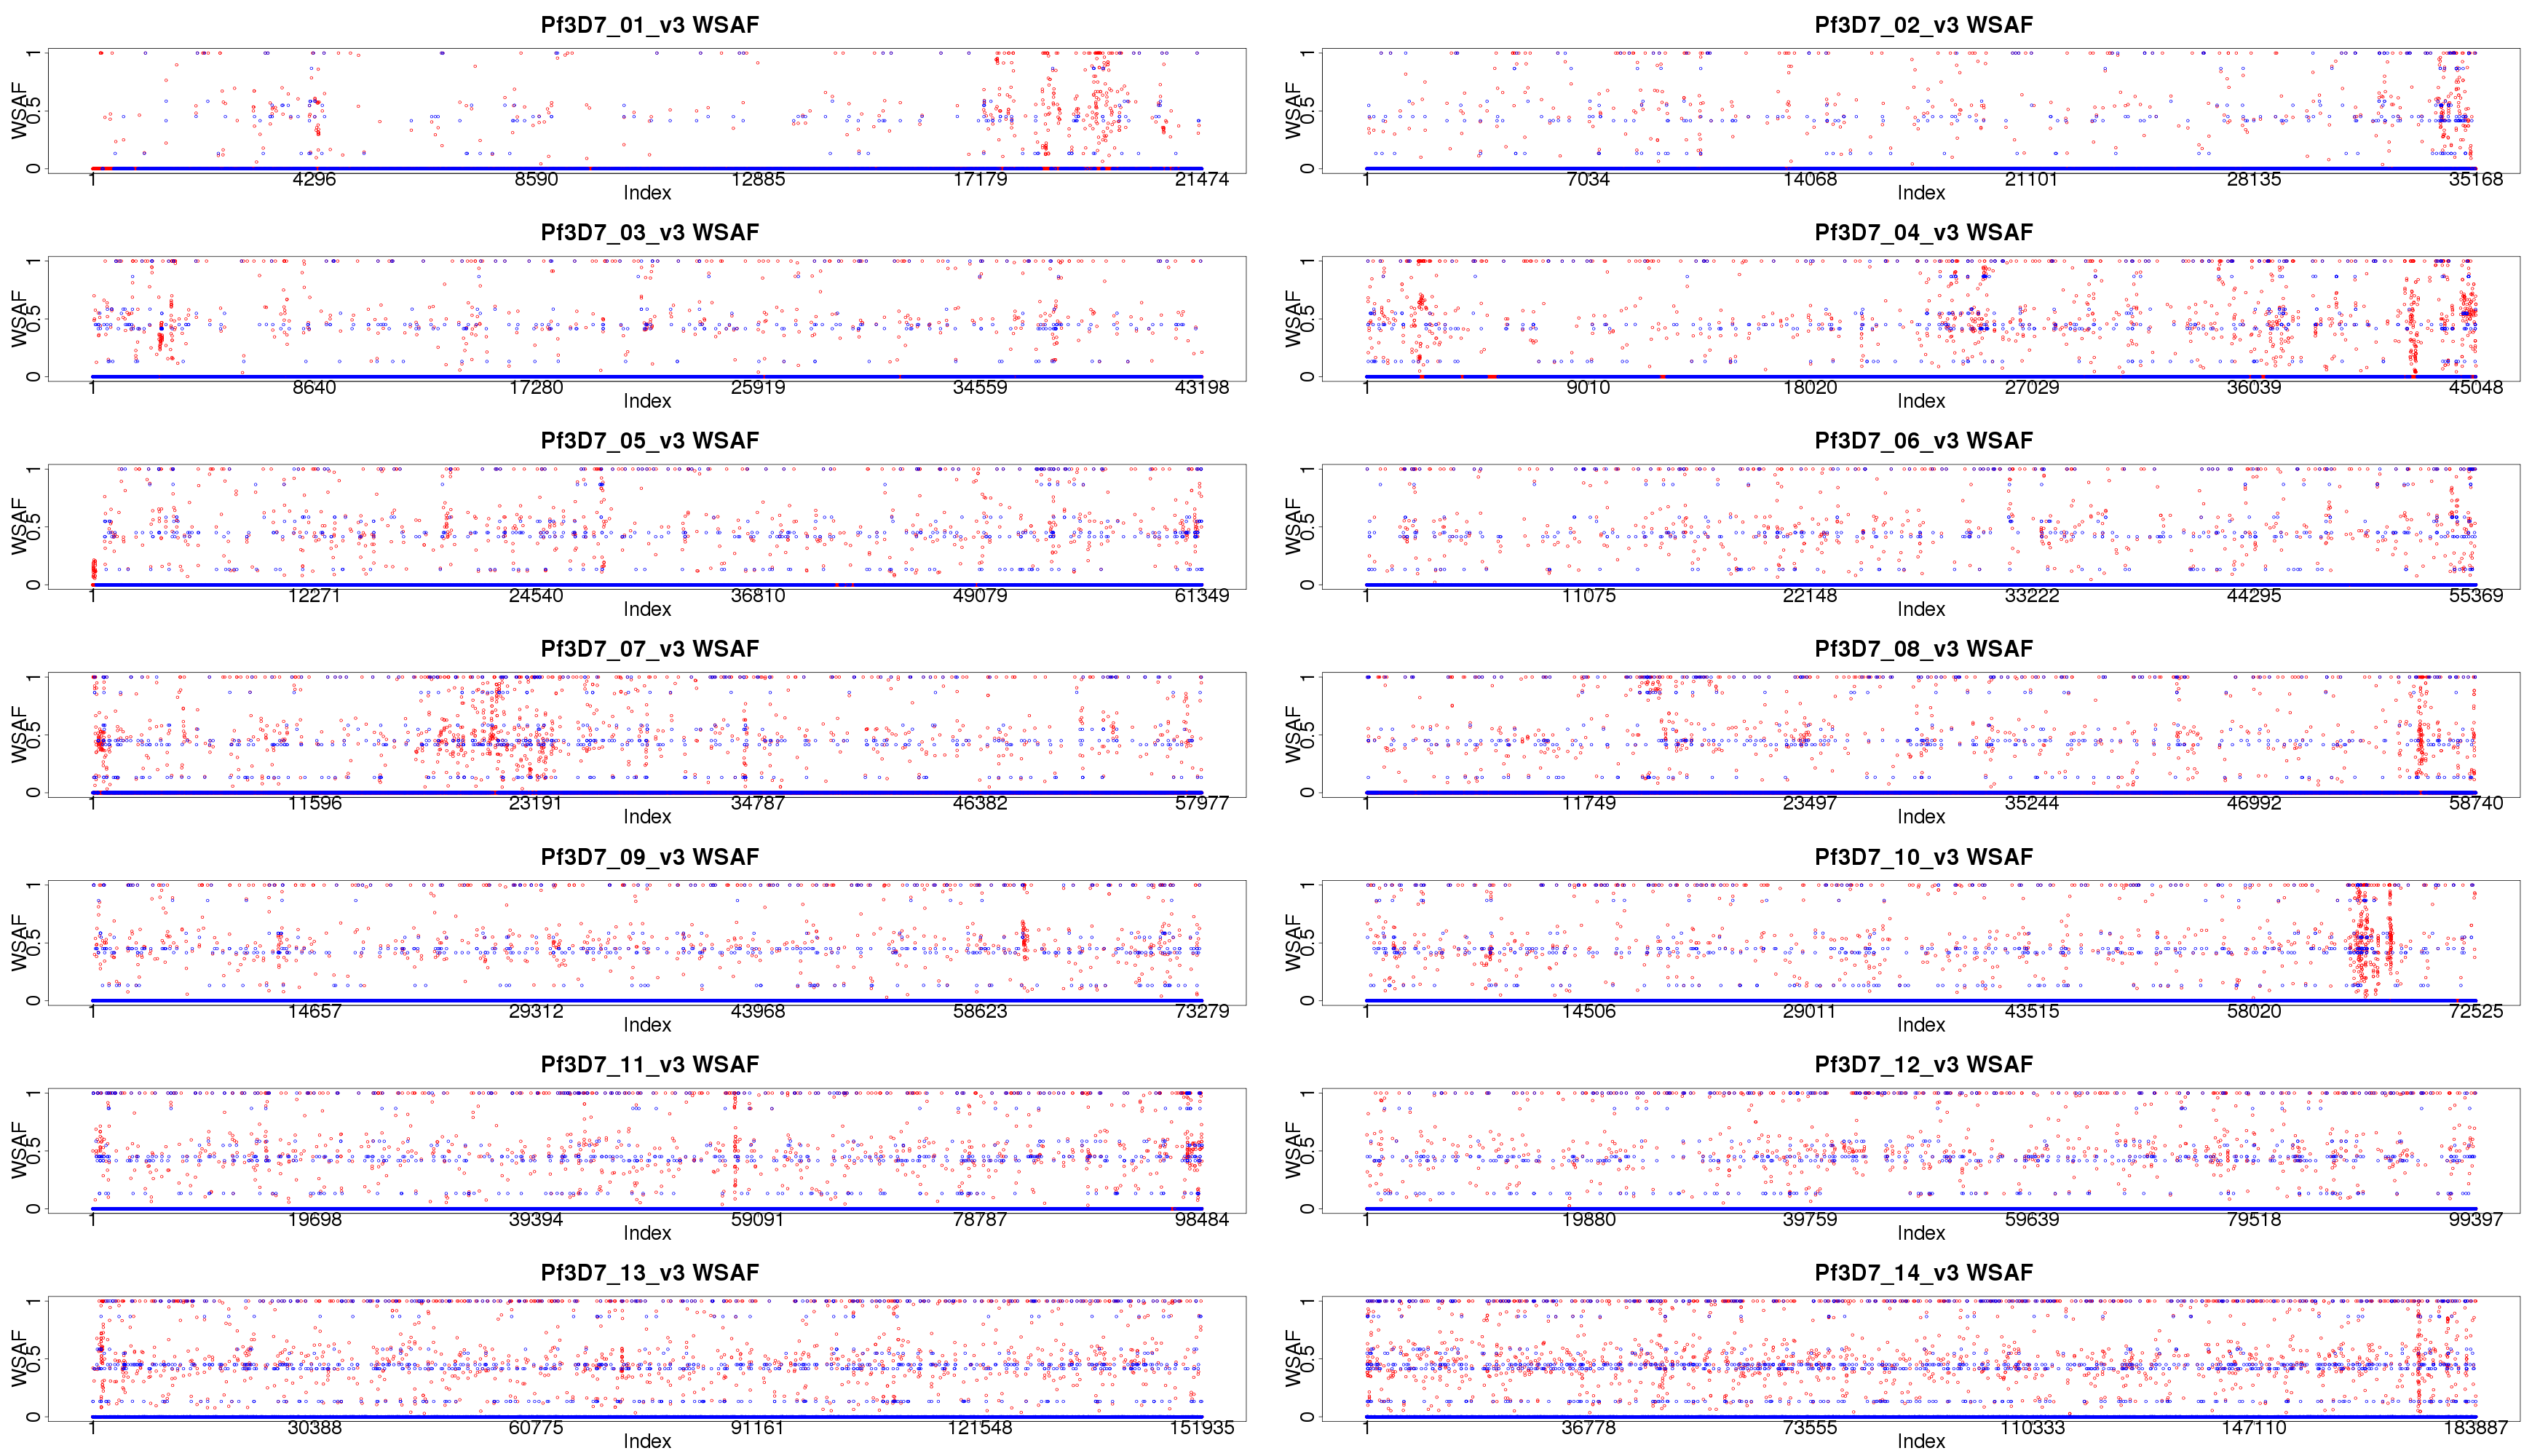 Pf3D7_01_v3 WSAF
WSAF
0 0.5 1
1 4296 8590 12885 17179 21474
Index
Pf3D7_02_v3 WSAF
WSAF
0 0.5 1
1 7034 14068 21101 28135 35168
Index
Pf3D7_03_v3 WSAF
WSAF
0 0.5 1
1 8640 17280 25919 34559 43198
Index
Pf3D7_04_v3 WSAF
WSAF
0 0.5 1
1 9010 18020 27029 36039 45048
Index
Pf3D7_05_v3 WSAF
WSAF
0 0.5 1
1 12271 24540 36810 49079 61349
Index
Pf3D7_06_v3 WSAF
WSAF
0 0.5 1
1 11075 22148 33222 44295 55369
Index
Pf3D7_07_v3 WSAF
WSAF
0 0.5 1
1 11596 23191 34787 46382 57977
Index
Pf3D7_08_v3 WSAF
WSAF
0 0.5 1
1 11749 23497 35244 46992 58740
Index
Pf3D7_09_v3 WSAF
WSAF
0 0.5 1
1 14657 29312 43968 58623 73279
Index
Pf3D7_10_v3 WSAF
WSAF
0 0.5 1
1 14506 29011 43515 58020 72525
Index
Pf3D7_11_v3 WSAF
WSAF
0 0.5 1
1 19698 39394 59091 78787 98484
Index
Pf3D7_12_v3 WSAF
WSAF
0 0.5 1
1 19880 39759 59639 79518 99397
Index
Pf3D7_13_v3 WSAF
WSAF
0 0.5 1
1 30388 60775 91161 121548 151935
Index
Pf3D7_14_v3 WSAF
WSAF
0 0.5 1
1 36778 73555 110333 147110 183887
Index